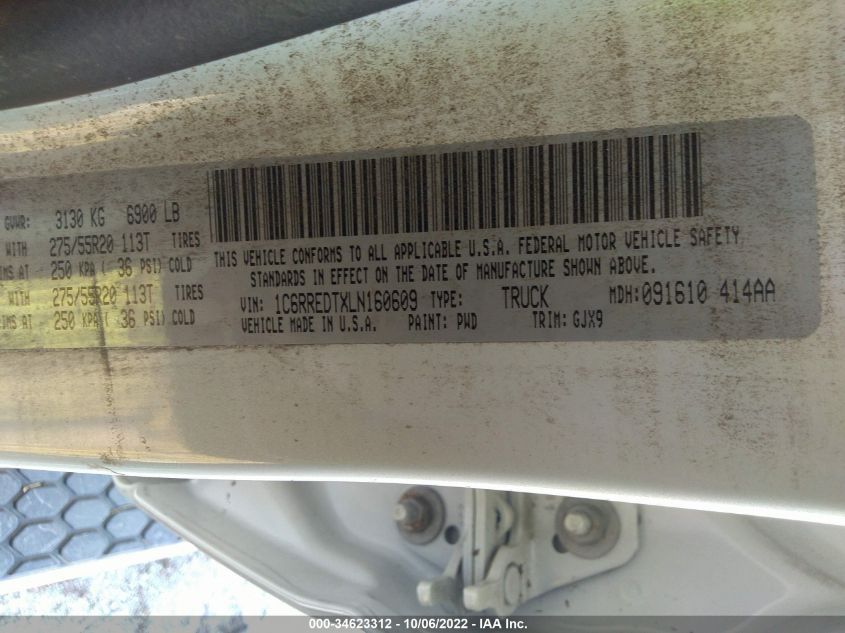 GVWR: 3130 KG 6900 LB
WITH 275/55R20 113T TIRES
IMS AT - 250 KPA ( 36 PSI) COLD
WITH 275/55R20 113T TIRES
IMS AT - 250 KPA ( 36 PSI) COLD
THIS VEHICLE CONFORMS TO ALL APPLICABLE U.S.A. FEDERAL MOTOR VEHICLE SAFETY
STANDARDS IN EFFECT ON THE DATE OF MANUFACTURE SHOWN ABOVE.
VIN: 1C6RREDTXLN160609 TYPE: TRUCK MDH: 091610 414AA
VEHICLE MADE IN U.S.A. PAINT: PWD TRIM: GJX9
000-34623312 - 10/06/2022 - IAA Inc.